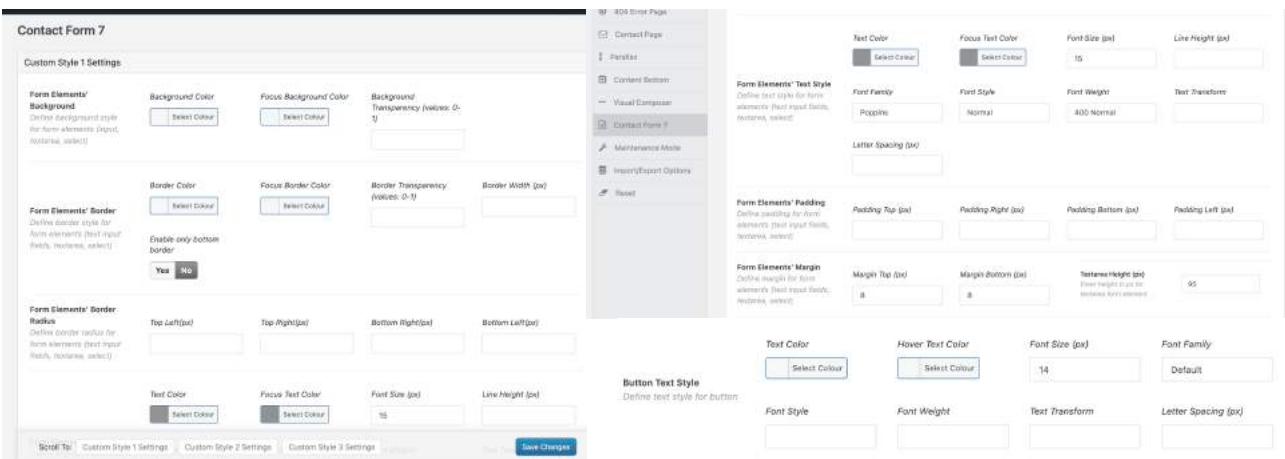 Contact Form 7
Custom Style 1 Settings
Form Elements' Background
Define background style for form elements (input, textarea, select)
Background Color
Select Colour
Focus Background Color
Select Colour
Background Transparency (values: 0-1)
Form Elements' Border
Define border style for form elements (text input fields, textarea, select)
Border Color
Select Colour
Focus Border Color
Select Colour
Border Transparency (values: 0-1)
Border Width (px)
Enable only bottom border
Yes No
Form Elements' Border Radius
Define border radius for form elements (text input fields, textarea, select)
Top Left(px)
Top Right(px)
Bottom Right(px)
Bottom Left(px)
Text Color
Select Colour
Focus Text Color
Select Colour
Font Size (px)
15
Line Height (px)
Scroll To: Custom Style 1 Settings Custom Style 2 Settings Custom Style 3 Settings
Save Changes
404 Error Page
Contact Page
Parallax
Content Bottom
Visual Composer
Contact Form 7
Maintenance Mode
Import/Export Options
Reset
Form Elements' Text Style
Define text style for form elements (text input fields, textarea, select)
Text Color
Select Colour
Focus Text Color
Select Colour
Font Size (px)
15
Line Height (px)
Font Family
Poppins
Font Style
Normal
Font Weight
400 Normal
Text Transform
Letter Spacing (px)
Form Elements' Padding
Define padding for form elements (text input fields, textarea, select)
Padding Top (px)
Padding Right (px)
Padding Bottom (px)
Padding Left (px)
Form Elements' Margin
Define margin for form elements (text input fields, textarea, select)
Margin Top (px)
8
Margin Bottom (px)
8
Textarea Height (px)
Enter height in px for textarea form element
95
Button Text Style
Define text style for button
Text Color
Select Colour
Hover Text Color
Select Colour
Font Size (px)
14
Font Family
Default
Font Style
Font Weight
Text Transform
Letter Spacing (px)